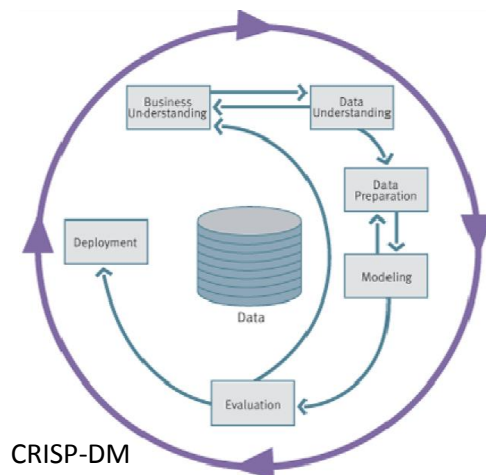 Business
Understanding
Data
Understanding
Data
Preparation
Deployment
Modeling
Data
Evaluation
CRISP-DM